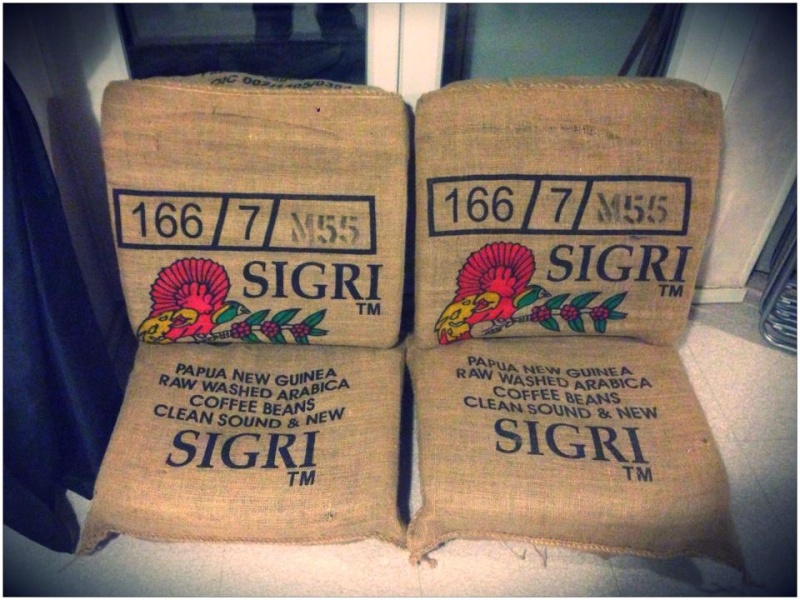 166/7/M55
SIGRI
TM
PAPUA NEW GUINEA
RAW WASHED ARABICA
COFFEE BEANS
CLEAN SOUND & NEW
SIGRI
TM
166/7/M55
SIGRI
TM
PAPUA NEW GUINEA
RAW WASHED ARABICA
COFFEE BEANS
CLEAN SOUND & NEW
SIGRI
TM